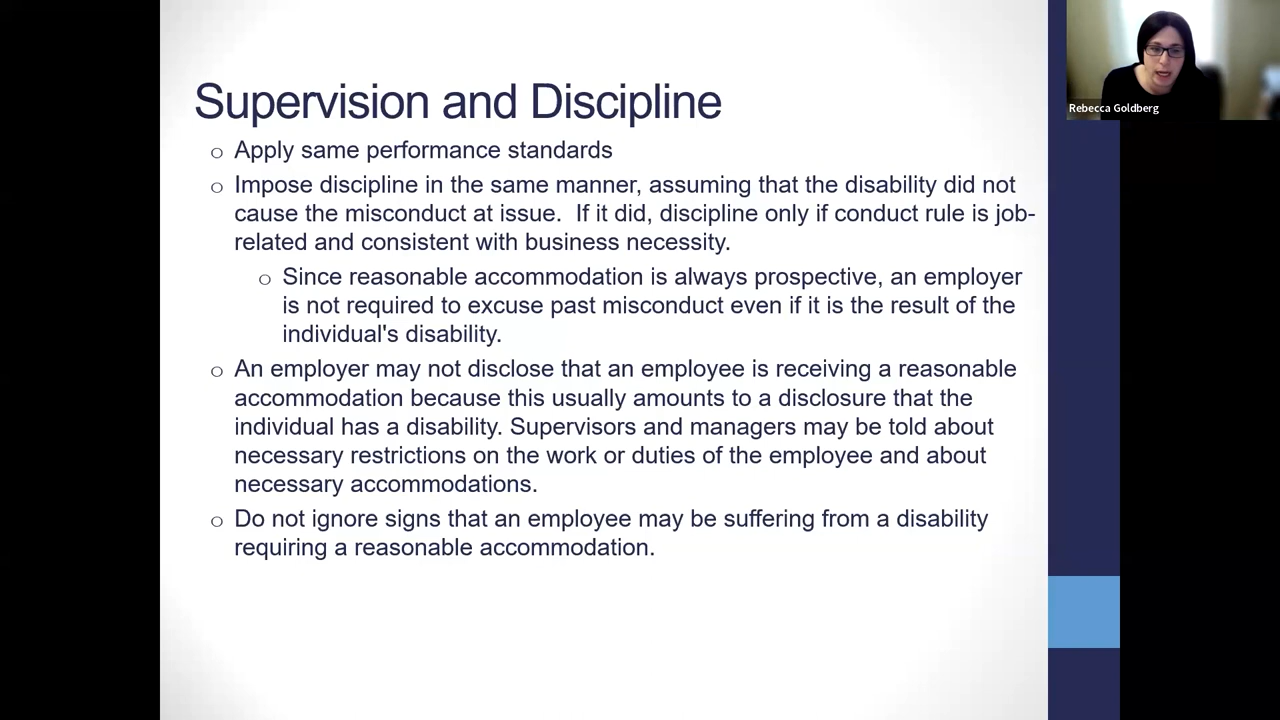 Supervision and Discipline
o Apply same performance standards
o Impose discipline in the same manner, assuming that the disability did not
cause the misconduct at issue.  If it did, discipline only if conduct rule is job-
related and consistent with business necessity.
o Since reasonable accommodation is always prospective, an employer
is not required to excuse past misconduct even if it is the result of the
individual's disability.
o An employer may not disclose that an employee is receiving a reasonable
accommodation because this usually amounts to a disclosure that the
individual has a disability. Supervisors and managers may be told about
necessary restrictions on the work or duties of the employee and about
necessary accommodations.
o Do not ignore signs that an employee may be suffering from a disability
requiring a reasonable accommodation.
Rebecca Goldberg